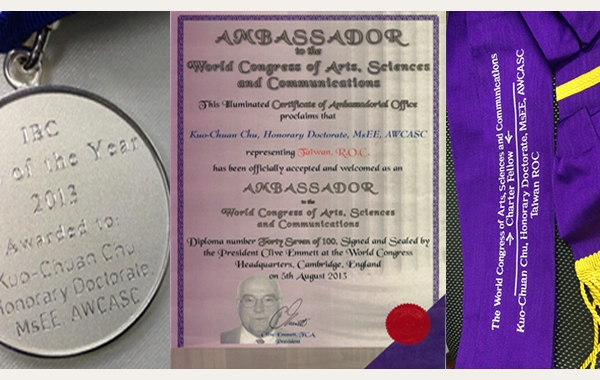 IBC
of the Year
2013
Awarded to:
Kuo-Chuan Chu
Honorary Doctorate
MsEE, AWCASC
AMBASSADOR
to the
World Congress of Arts, Sciences
and Communications
This Illuminated Certificate of Ambassadorial Office
proclaims that
Kuo-Chuan Chu, Honorary Doctorate, MsEE, AWCASC
representing Taiwan, R.O.C.
has been officially accepted and welcomed as an
AMBASSADOR
to the
World Congress of Arts, Sciences
and Communications
Diploma number Forty Seven of 100. Signed and Sealed by
the President Clive Emmett at the World Congress
Headquarters, Cambridge, England
on 5th August 2013
Clive Emmett, FCA
President
The World Congress of Arts, Sciences and Communications
Charter Fellow
Kuo-Chuan Chu, Honorary Doctorate, MsEE, AWCASC
Taiwan ROC